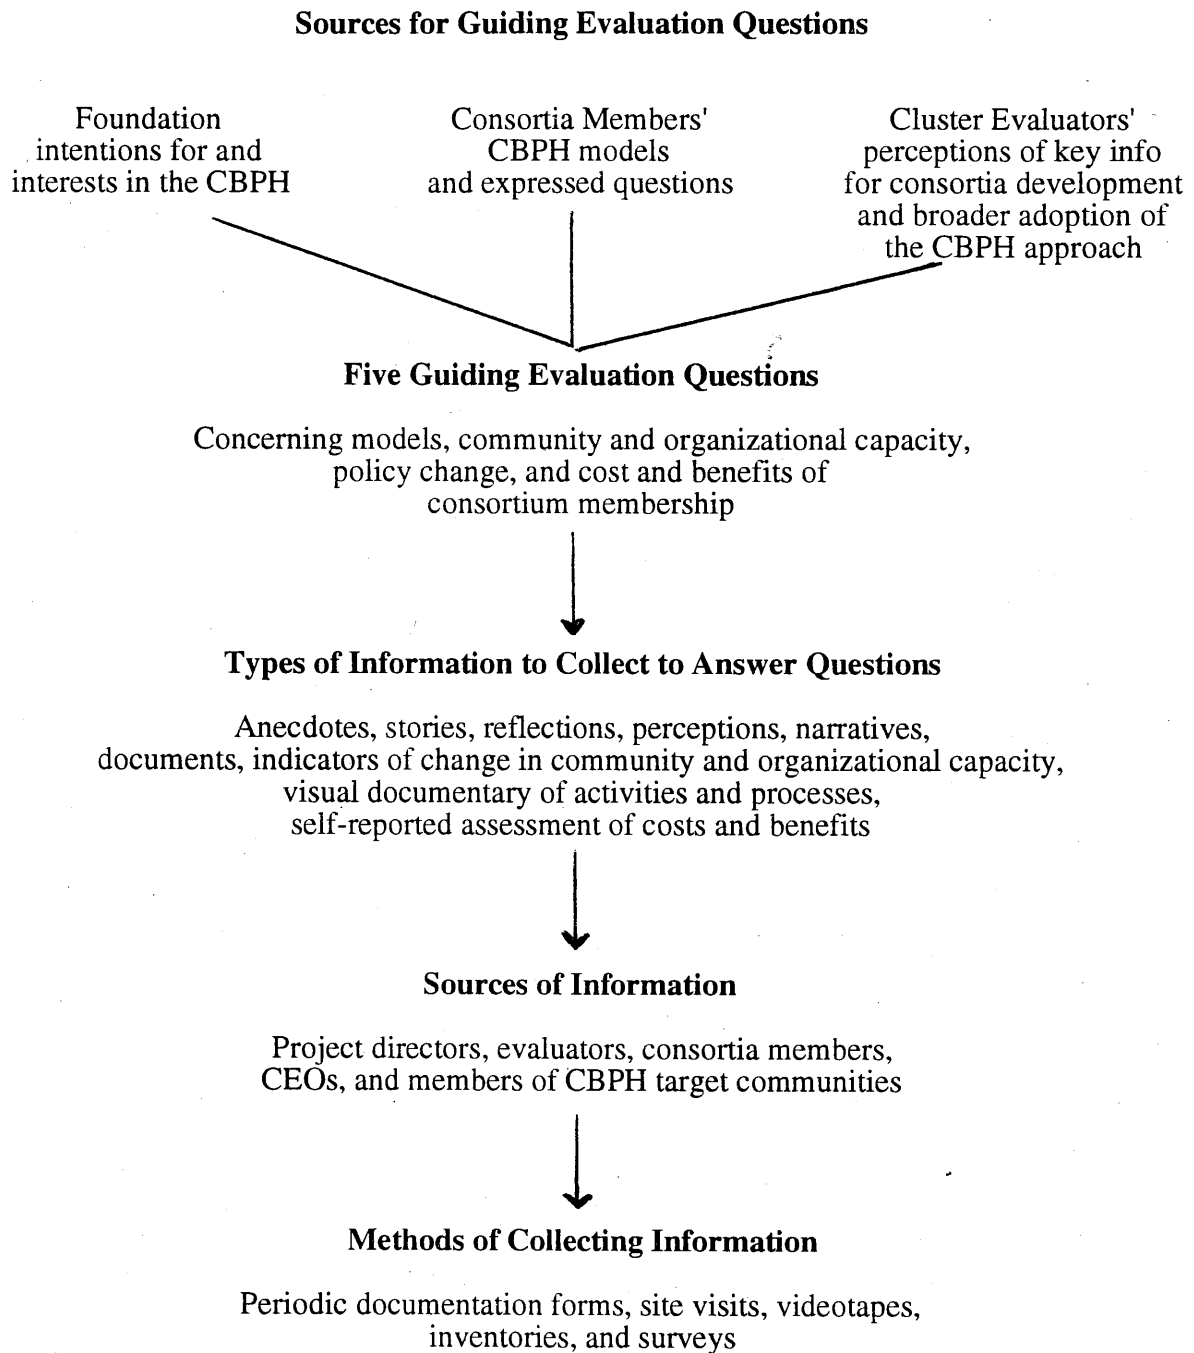 Sources for Guiding Evaluation Questions
Foundation
intentions for and
interests in the CBPH
Consortia Members'
CBPH models
and expressed questions
Cluster Evaluators'
perceptions of key info
for consortia development
and broader adoption of
the CBPH approach
Five Guiding Evaluation Questions
Concerning models, community and organizational capacity,
policy change, and cost and benefits of
consortium membership
Types of Information to Collect to Answer Questions
Anecdotes, stories, reflections, perceptions, narratives,
documents, indicators of change in community and organizational capacity,
visual documentary of activities and processes,
self-reported assessment of costs and benefits
Sources of Information
Project directors, evaluators, consortia members,
CEOs, and members of CBPH target communities
Methods of Collecting Information
Periodic documentation forms, site visits, videotapes,
inventories, and surveys